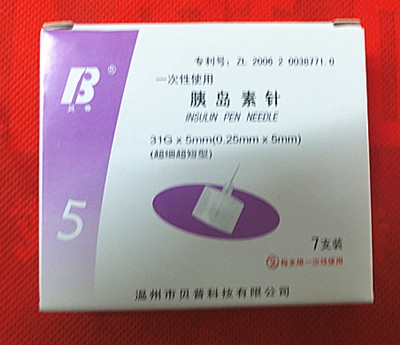 专利号: ZL 2006 2 0038771.0
一次性使用
胰岛素针
INSULIN PEN NEEDLE
31G x 5mm(0.25mm x 5mm)
(超细超短型)
B®
贝普
5
7支装
②每支限一次性使用
温州市贝普科技有限公司